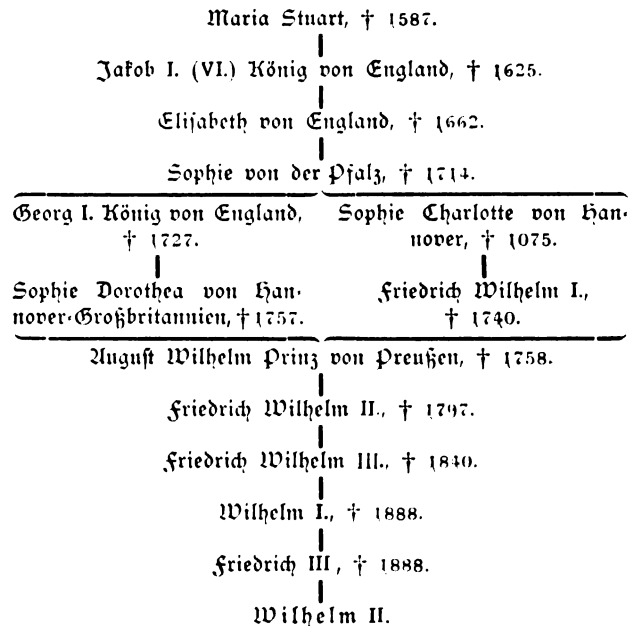 Maria Stuart, † 1587.
Jakob I. (VI.) König von England, † 1625.
Elisabeth von England, † 1662.
Sophie von der Pfalz, † 1714.
Georg I. König von England,
† 1727.
Sophie Charlotte von Han-
nover, † 1075.
Sophie Dorothea von Han-
nover-Großbritannien, † 1757.
Friedrich Wilhelm I.,
† 1740.
August Wilhelm Prinz von Preußen, † 1758.
Friedrich Wilhelm II., † 1797.
Friedrich Wilhelm III., † 1840.
Wilhelm I., † 1888.
Friedrich III, † 1888.
Wilhelm II.